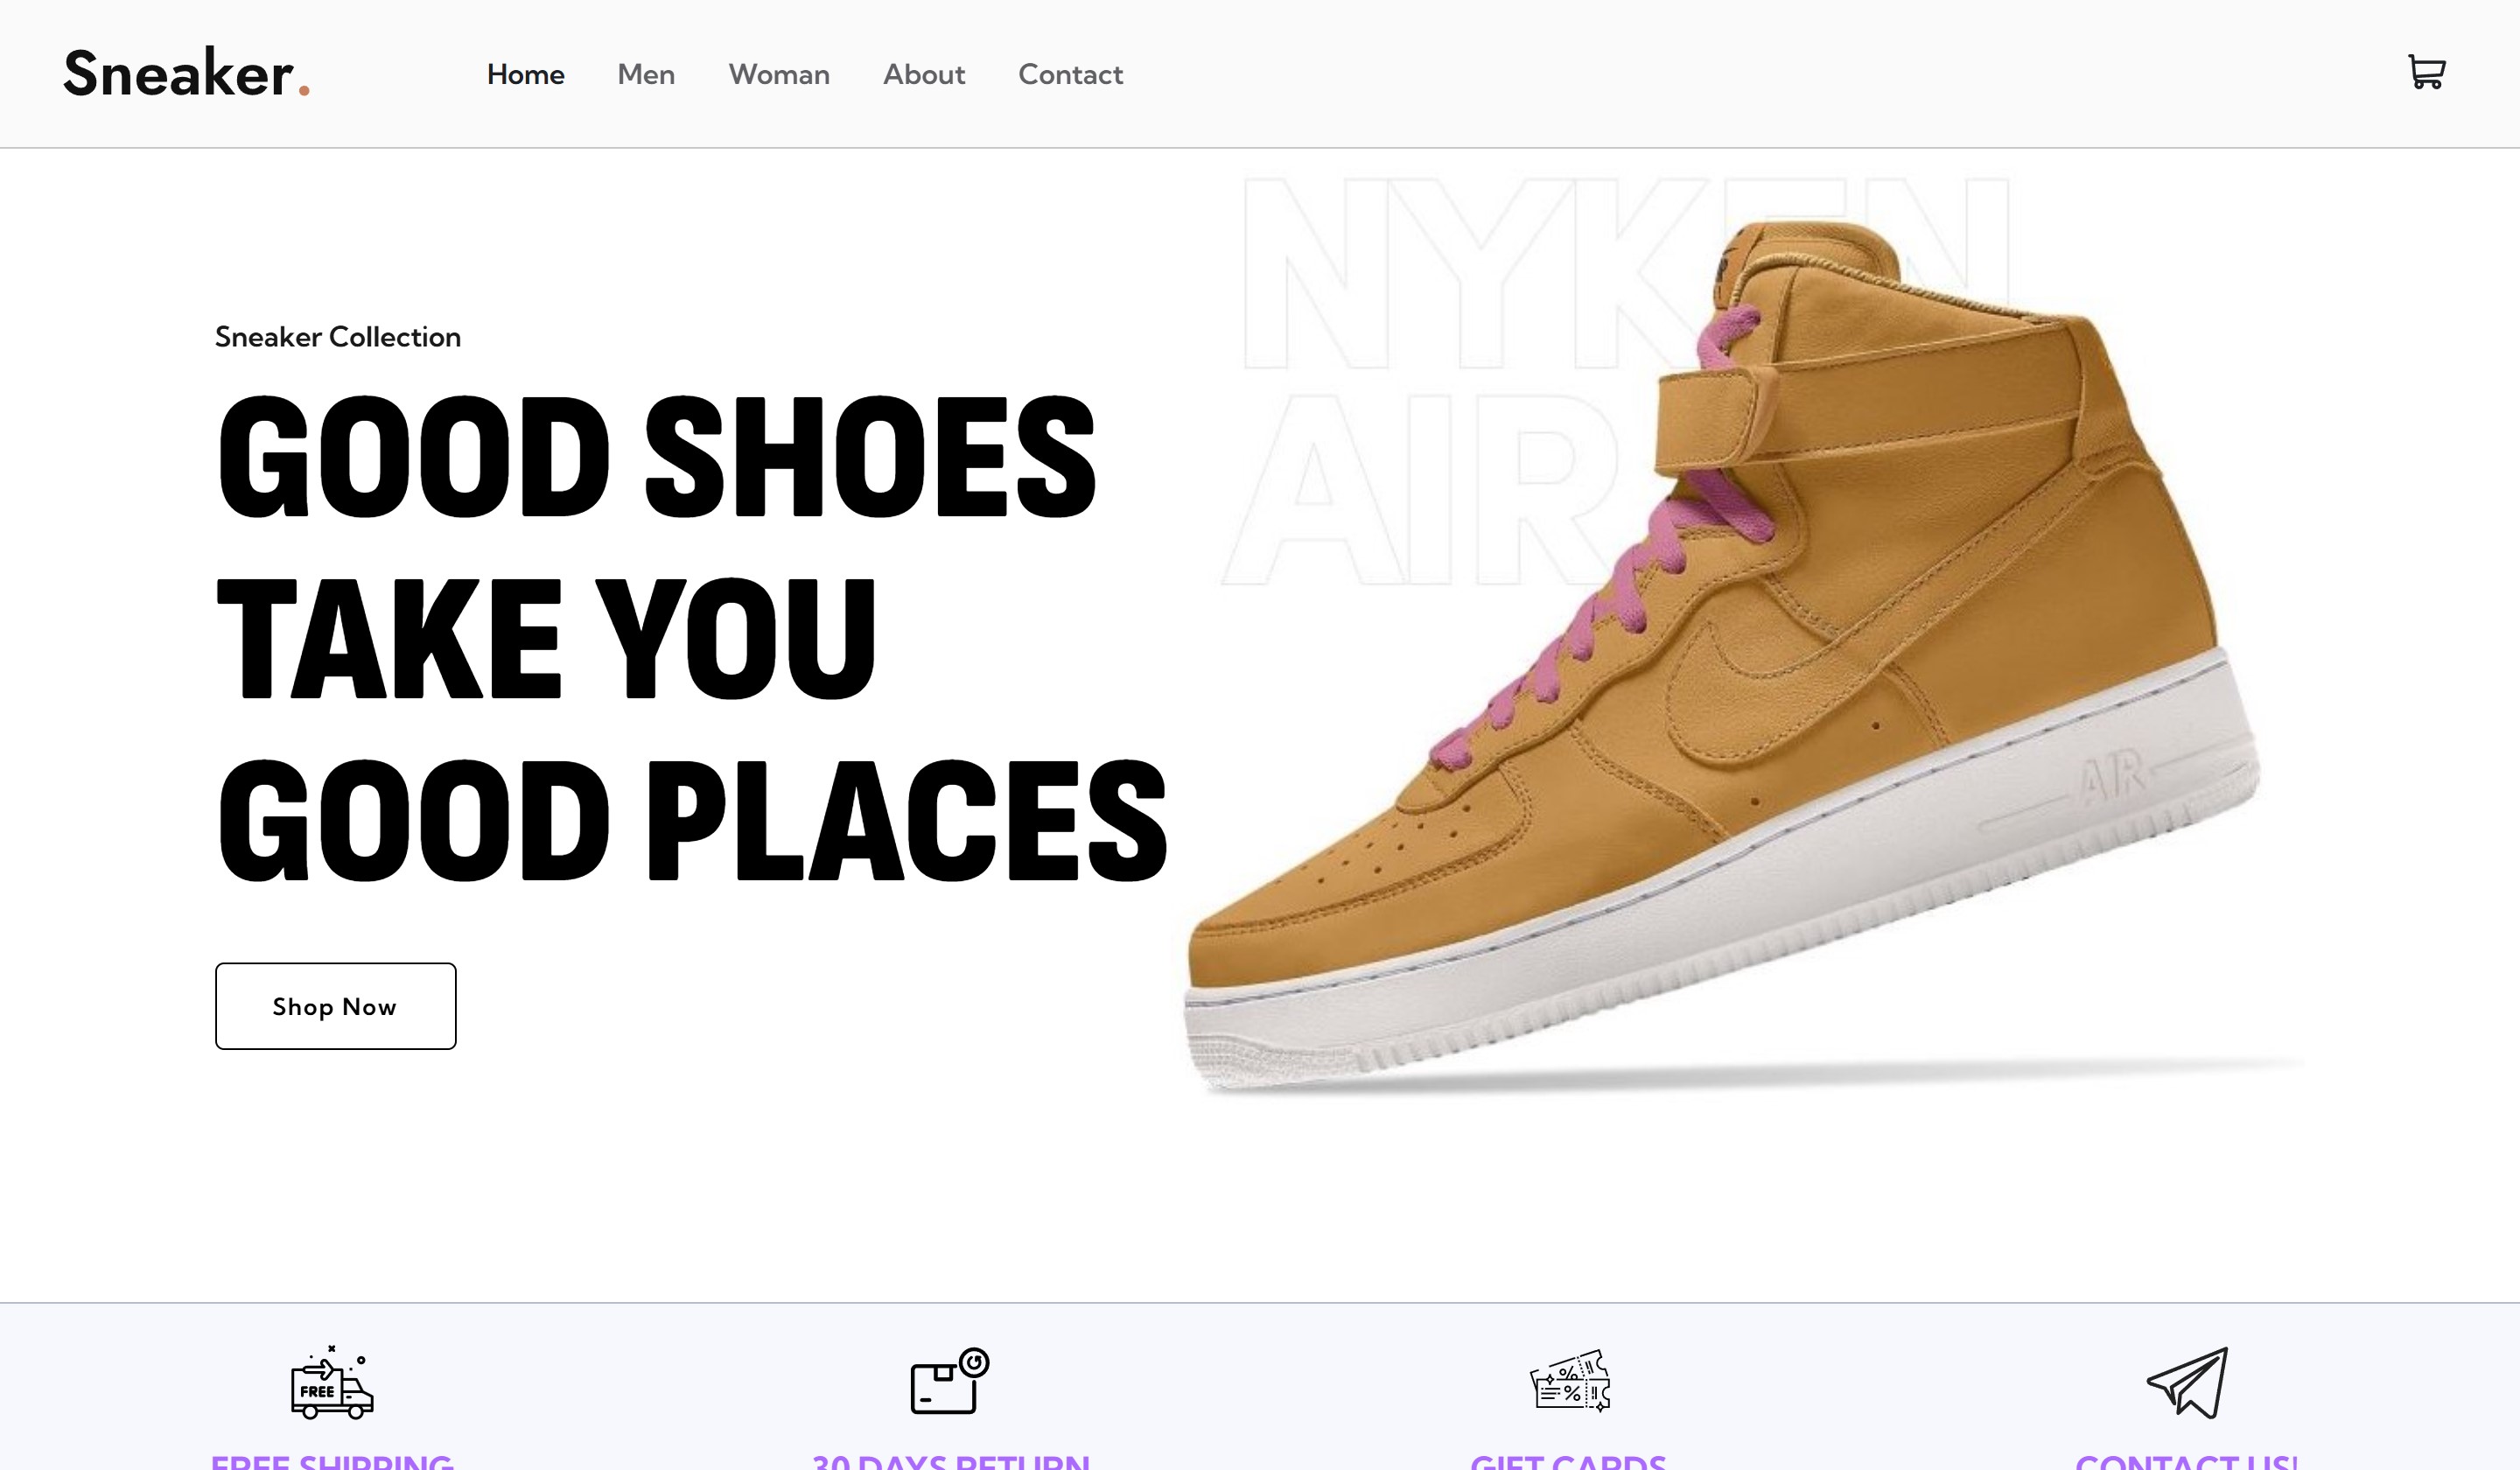 Sneaker.
Home Men Woman About Contact
NYKEN
AIR
Sneaker Collection
GOOD SHOES
TAKE YOU
GOOD PLACES
AIR
Shop Now
FREE
% %
FREE SHIPPING
30 DAYS RETURN
GIFT CARDS
CONTACT US!